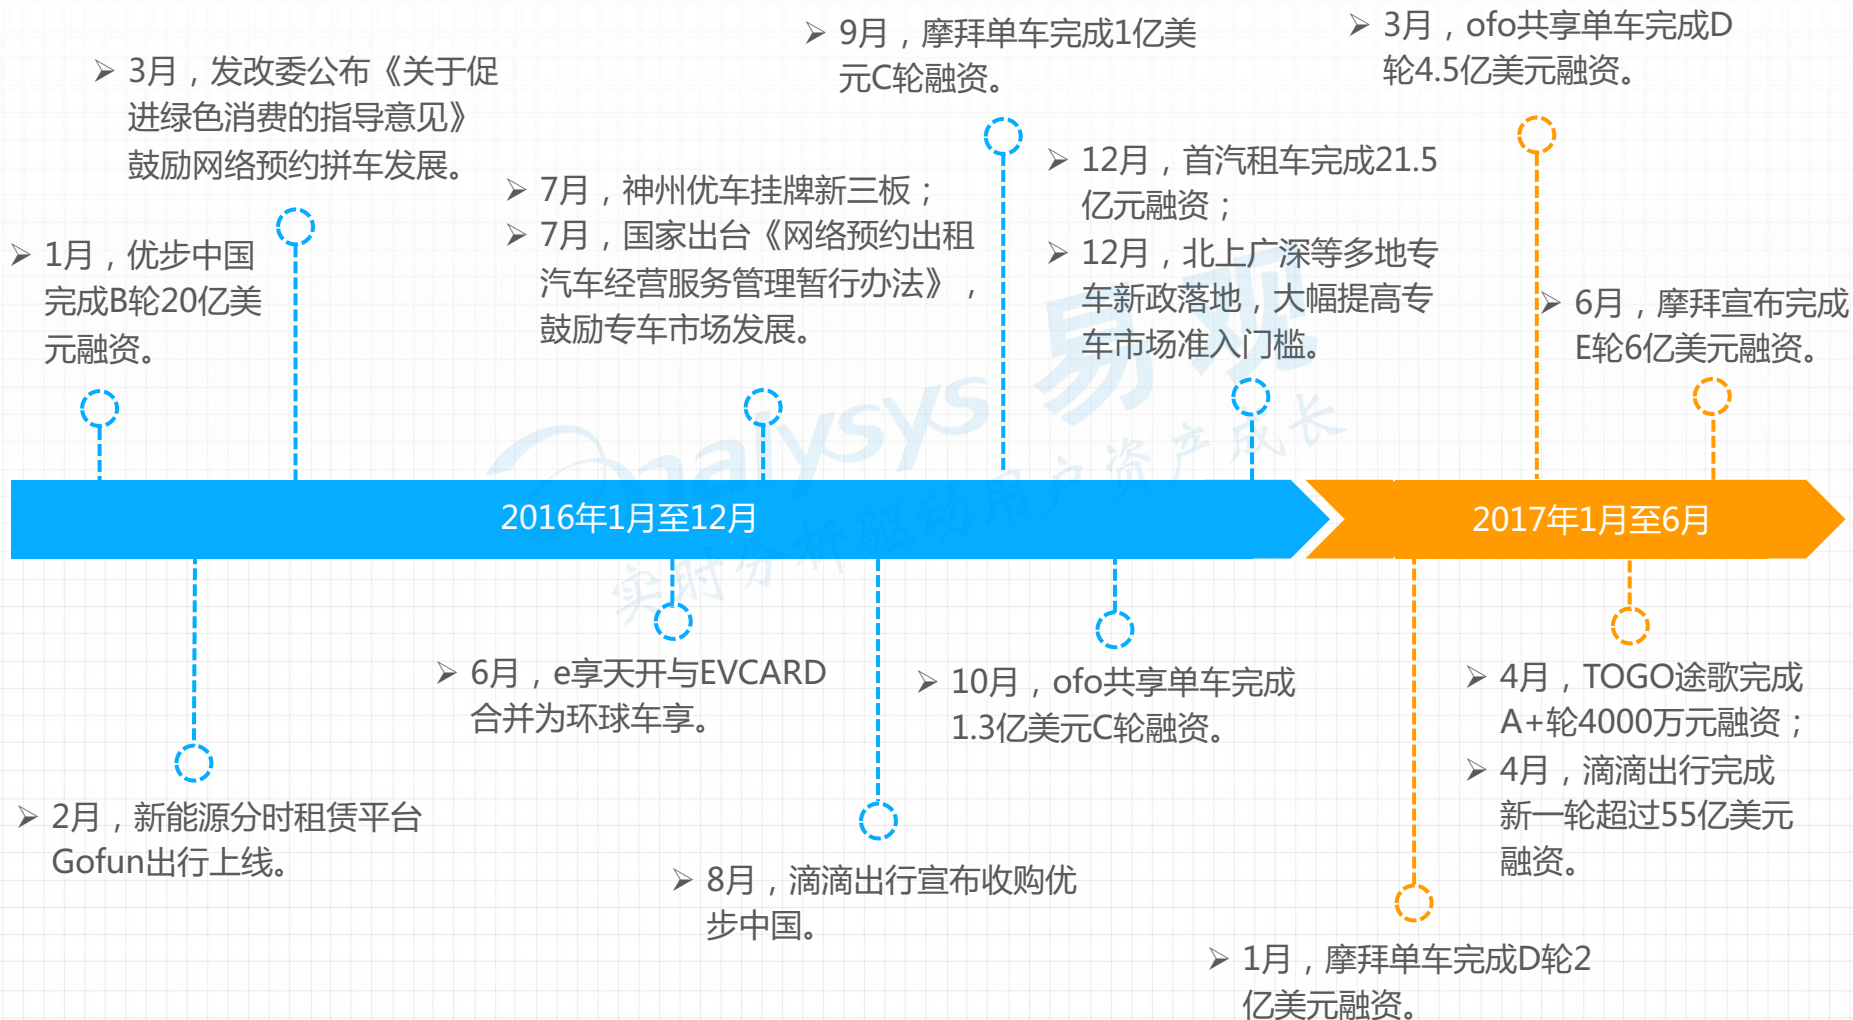 ➢ 9月，摩拜单车完成1亿美
元C轮融资。
➢ 3月，ofo共享单车完成D
轮4.5亿美元融资。
➢ 3月，发改委公布《关于促
进绿色消费的指导意见》
鼓励网络预约拼车发展。
➢ 7月，神州优车挂牌新三板；
➢ 7月，国家出台《网络预约出租
汽车经营服务管理暂行办法》，
鼓励专车市场发展。
➢ 12月，首汽租车完成21.5
亿元融资；
➢ 12月，北上广深等多地专
车新政落地，大幅提高专
车市场准入门槛。
➢ 1月，优步中国
完成B轮20亿美
元融资。
➢ 6月，摩拜宣布完成
E轮6亿美元融资。
analysys 易观
实时分析驱动用户资产成长
2016年1月至12月
2017年1月至6月
➢ 6月，e享天开与EVCARD
合并为环球车享。
➢ 10月，ofo共享单车完成
1.3亿美元C轮融资。
➢ 4月，TOGO途歌完成
A+轮4000万元融资；
➢ 4月，滴滴出行完成
新一轮超过55亿美元
融资。
➢ 2月，新能源分时租赁平台
Gofun出行上线。
➢ 8月，滴滴出行宣布收购优
步中国。
➢ 1月，摩拜单车完成D轮2
亿美元融资。